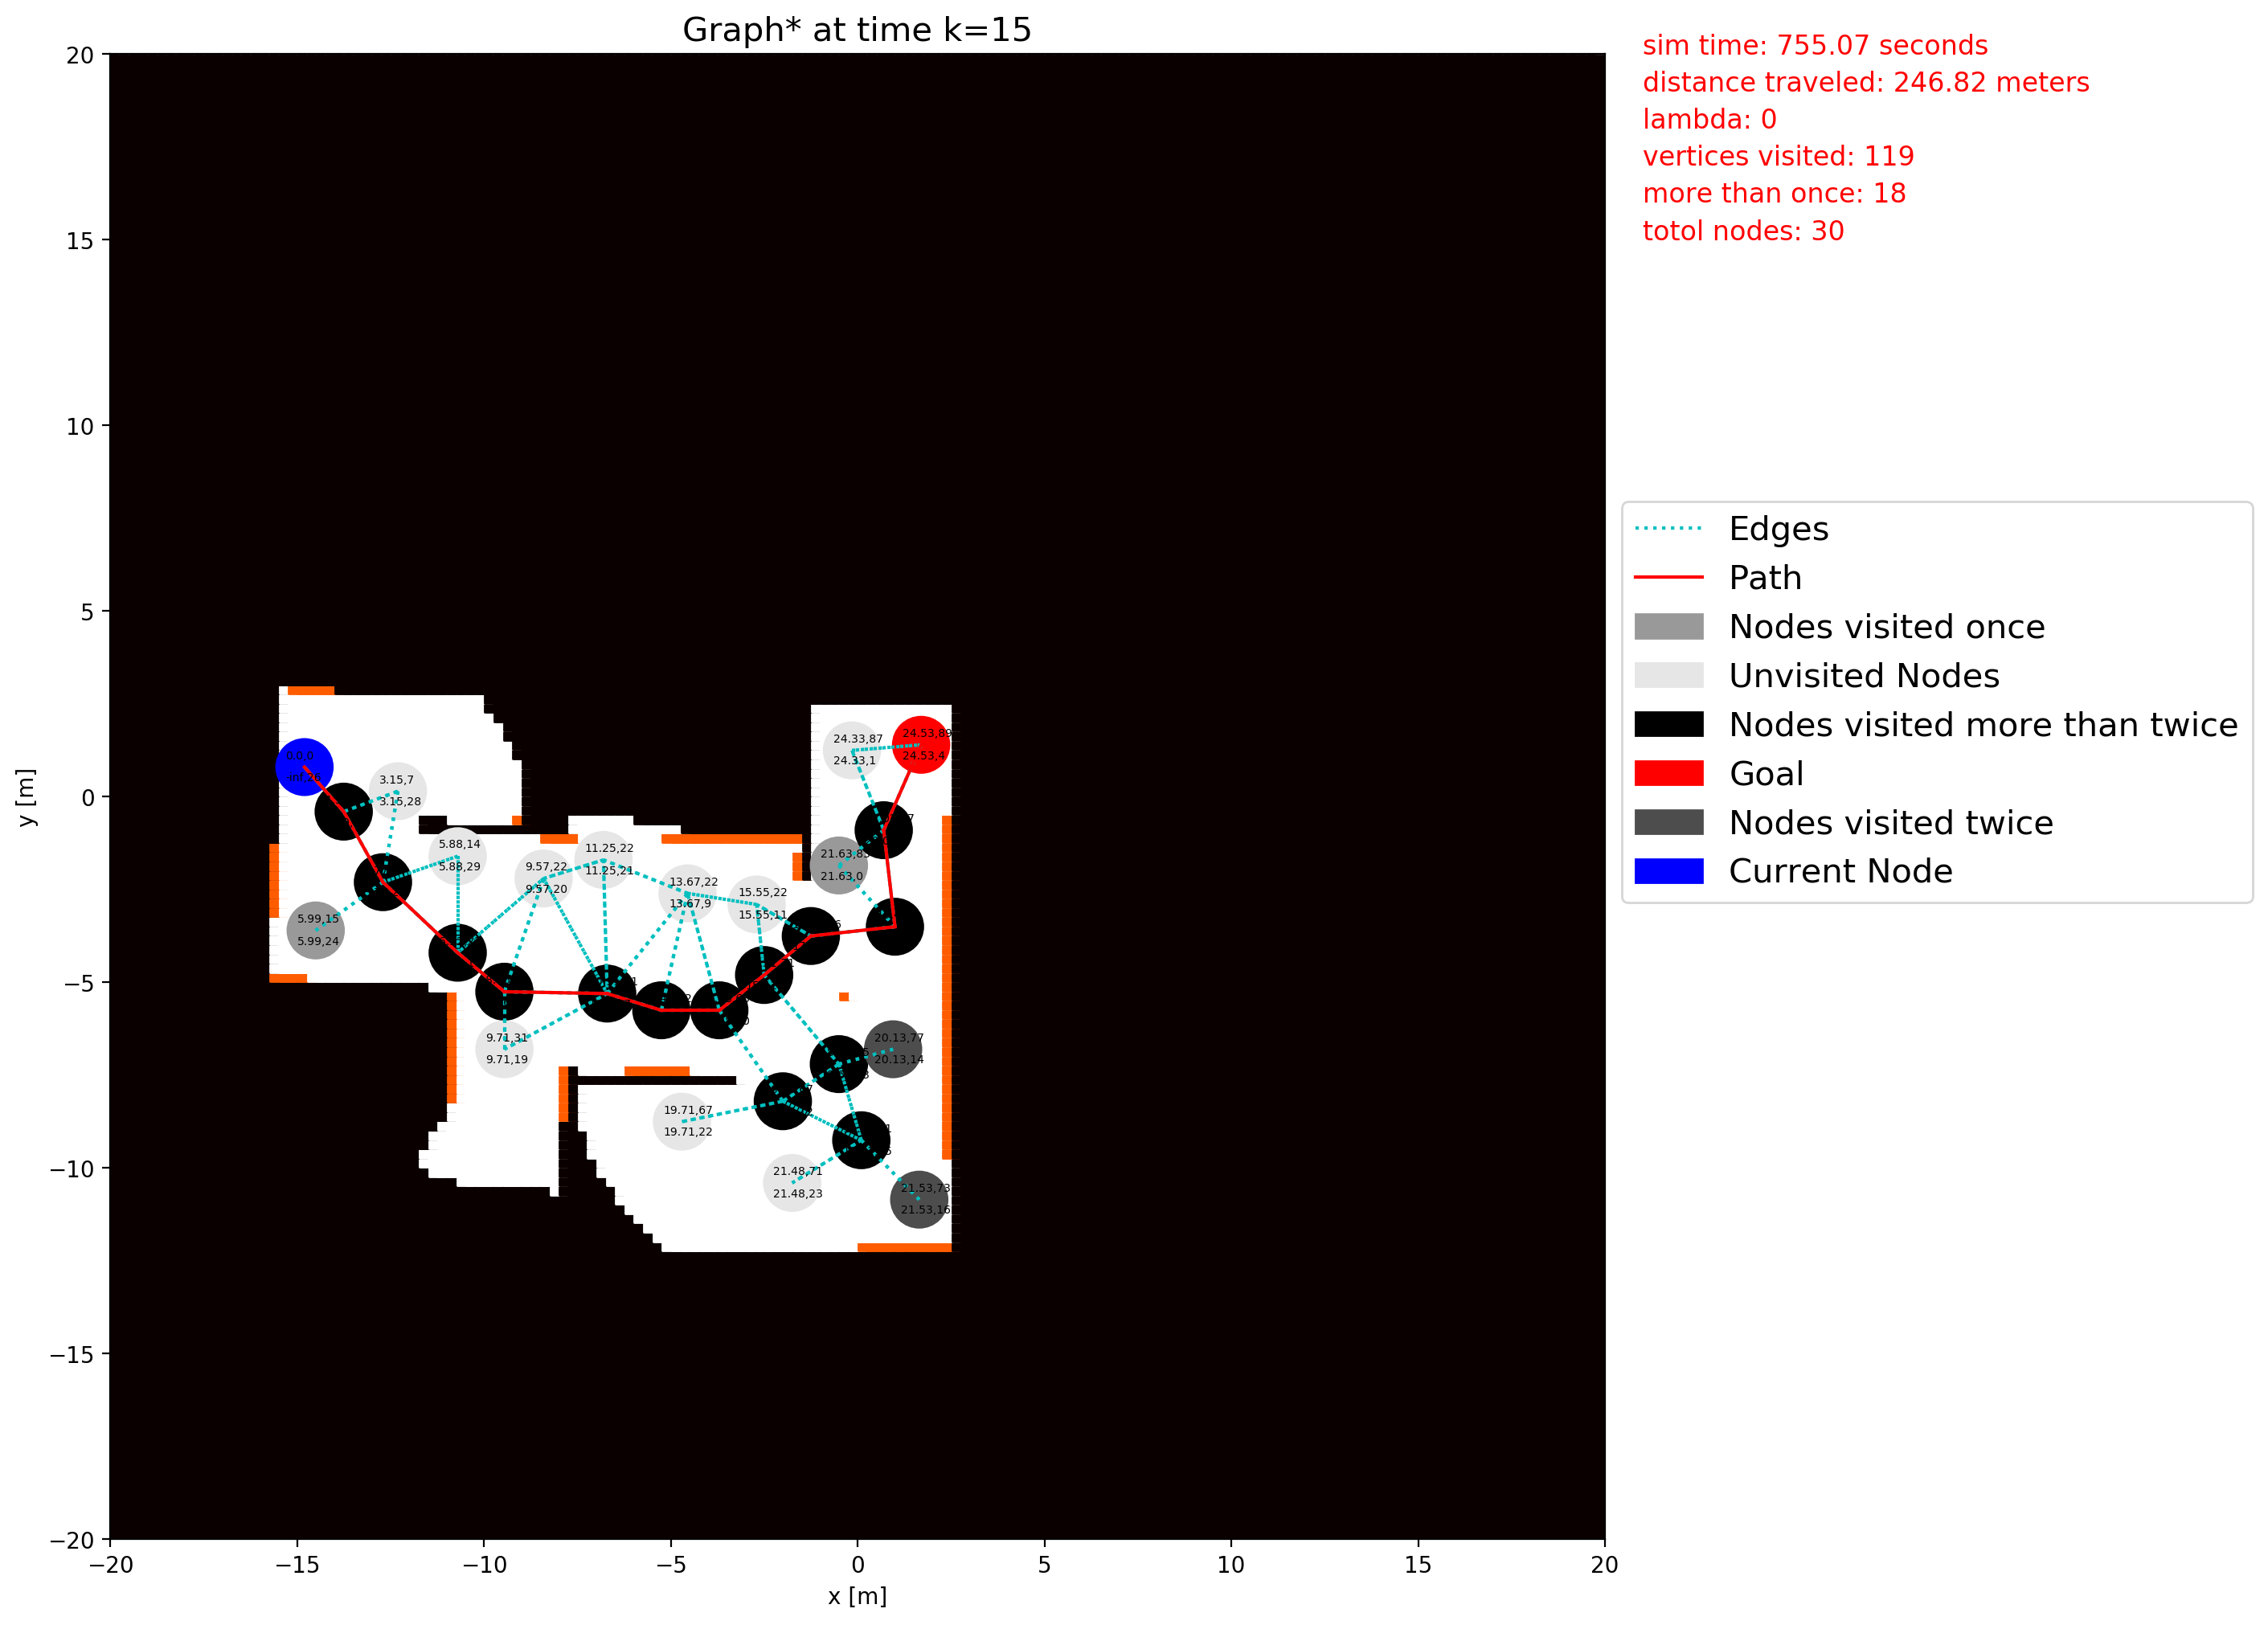 Graph* at time k=15
sim time: 755.07 seconds
distance traveled: 246.82 meters
lambda: 0
vertices visited: 119
more than once: 18
totol nodes: 30
20
15
10
5
0
−5
−10
−15
−20
y [m]
−20
−15
−10
−5
0
5
10
15
20
x [m]
24.33,87
24.33,1
24.53,89
24.53,4
0.0,0
3.15,7
3.15,28
5.88,14
5.88,29
9.57,22
9.57,20
11.25,22
11.25,21
13.67,22
13.67,9
15.55,22
15.55,11
21.63,0
5.99,15
5.99,24
9.71,31
9.71,19
20.13,77
20.13,14
19.71,67
19.71,22
21.48,71
21.48,23
21.53,73
21.53,16
Edges
Path
Nodes visited once
Unvisited Nodes
Nodes visited more than twice
Goal
Nodes visited twice
Current Node